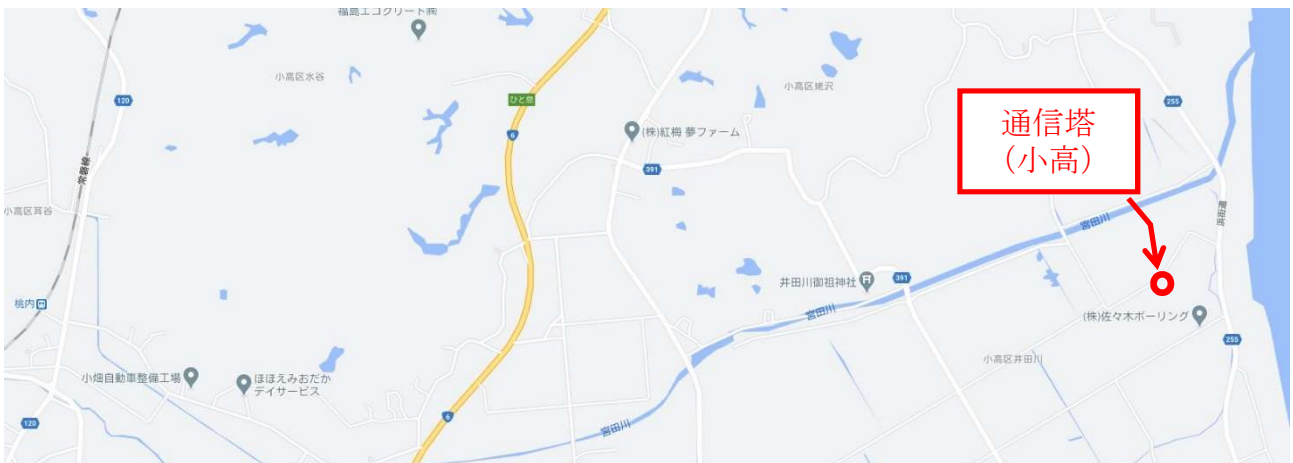 福島エコクリート㈱
小高区水谷
小高区蛯沢
120
ひと息
6
255
通信塔
(小高)
(株)紅梅 夢ファーム
391
常磐線
小高区耳谷
浜街道
宮田川
井田川御祖神社
391
桃内
宮田川
(株)佐々木ボーリング
255
小高区井田川
小畑自動車整備工場
ほほえみおだか
デイサービス
6
120
宮田川